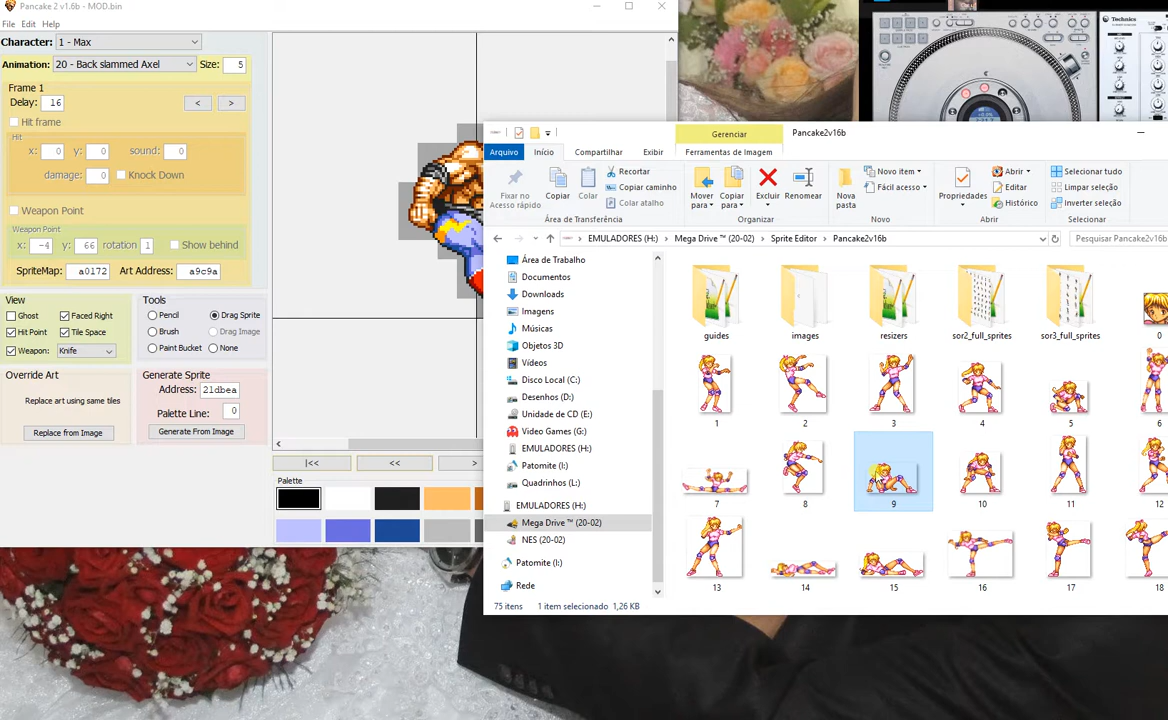 Pancake 2 v1.6b - MOD.bin
File Edit Help
Character: 1 - Max
Animation: 20 - Back slammed Axel Size: 5
Frame 1
Delay: 16 < >
Hit frame
Hit
x: 0 y: 0 sound: 0
damage: 0 Knock Down
Weapon Point
Weapon Point
x: -4 y: 66 rotation 1 Show behind
SpriteMap: a0172 Art Address: a9c9a
View
Ghost Faced Right
Hit Point Tile Space
Weapon: Knife
Tools
Pencil Drag Sprite
Brush Drag Image
Paint Bucket None
Override Art
Replace art using same tiles
Replace from Image
Generate Sprite
Address: 21dbea
Palette Line: 0
Generate From Image
|<< << >
Palette
Technics
Gerenciar Pancake2v16b
Arquivo Início Compartilhar Exibir Ferramentas de Imagem
Fixar no Acesso rápido
Copiar
Colar
Recortar
Copiar caminho
Colar atalho
Área de Transferência
Mover para
Copiar para
Excluir
Renomear
Organizar
Nova pasta
Novo item
Fácil acesso
Novo
Propriedades
Abrir
Editar
Histórico
Abrir
Selecionar tudo
Limpar seleção
Inverter seleção
Selecionar
EMULADORES (H:) > Mega Drive ™ (20-02) > Sprite Editor > Pancake2v16b
Pesquisar Pancake2v16b
Área de Trabalho
Documentos
Downloads
Imagens
Músicas
Objetos 3D
Vídeos
Disco Local (C:)
Desenhos (D:)
Unidade de CD (E:)
Video Games (G:)
EMULADORES (H:)
Patomite (I:)
Quadrinhos (L:)
EMULADORES (H:)
Mega Drive ™ (20-02)
NES (20-02)
Patomite (I:)
Rede
guides images resizers sor2_full_sprites sor3_full_sprites 0
1 2 3 4 5 6
7 8 9 10 11 12
13 14 15 16 17 18
75 itens 1 item selecionado 1,26 KB